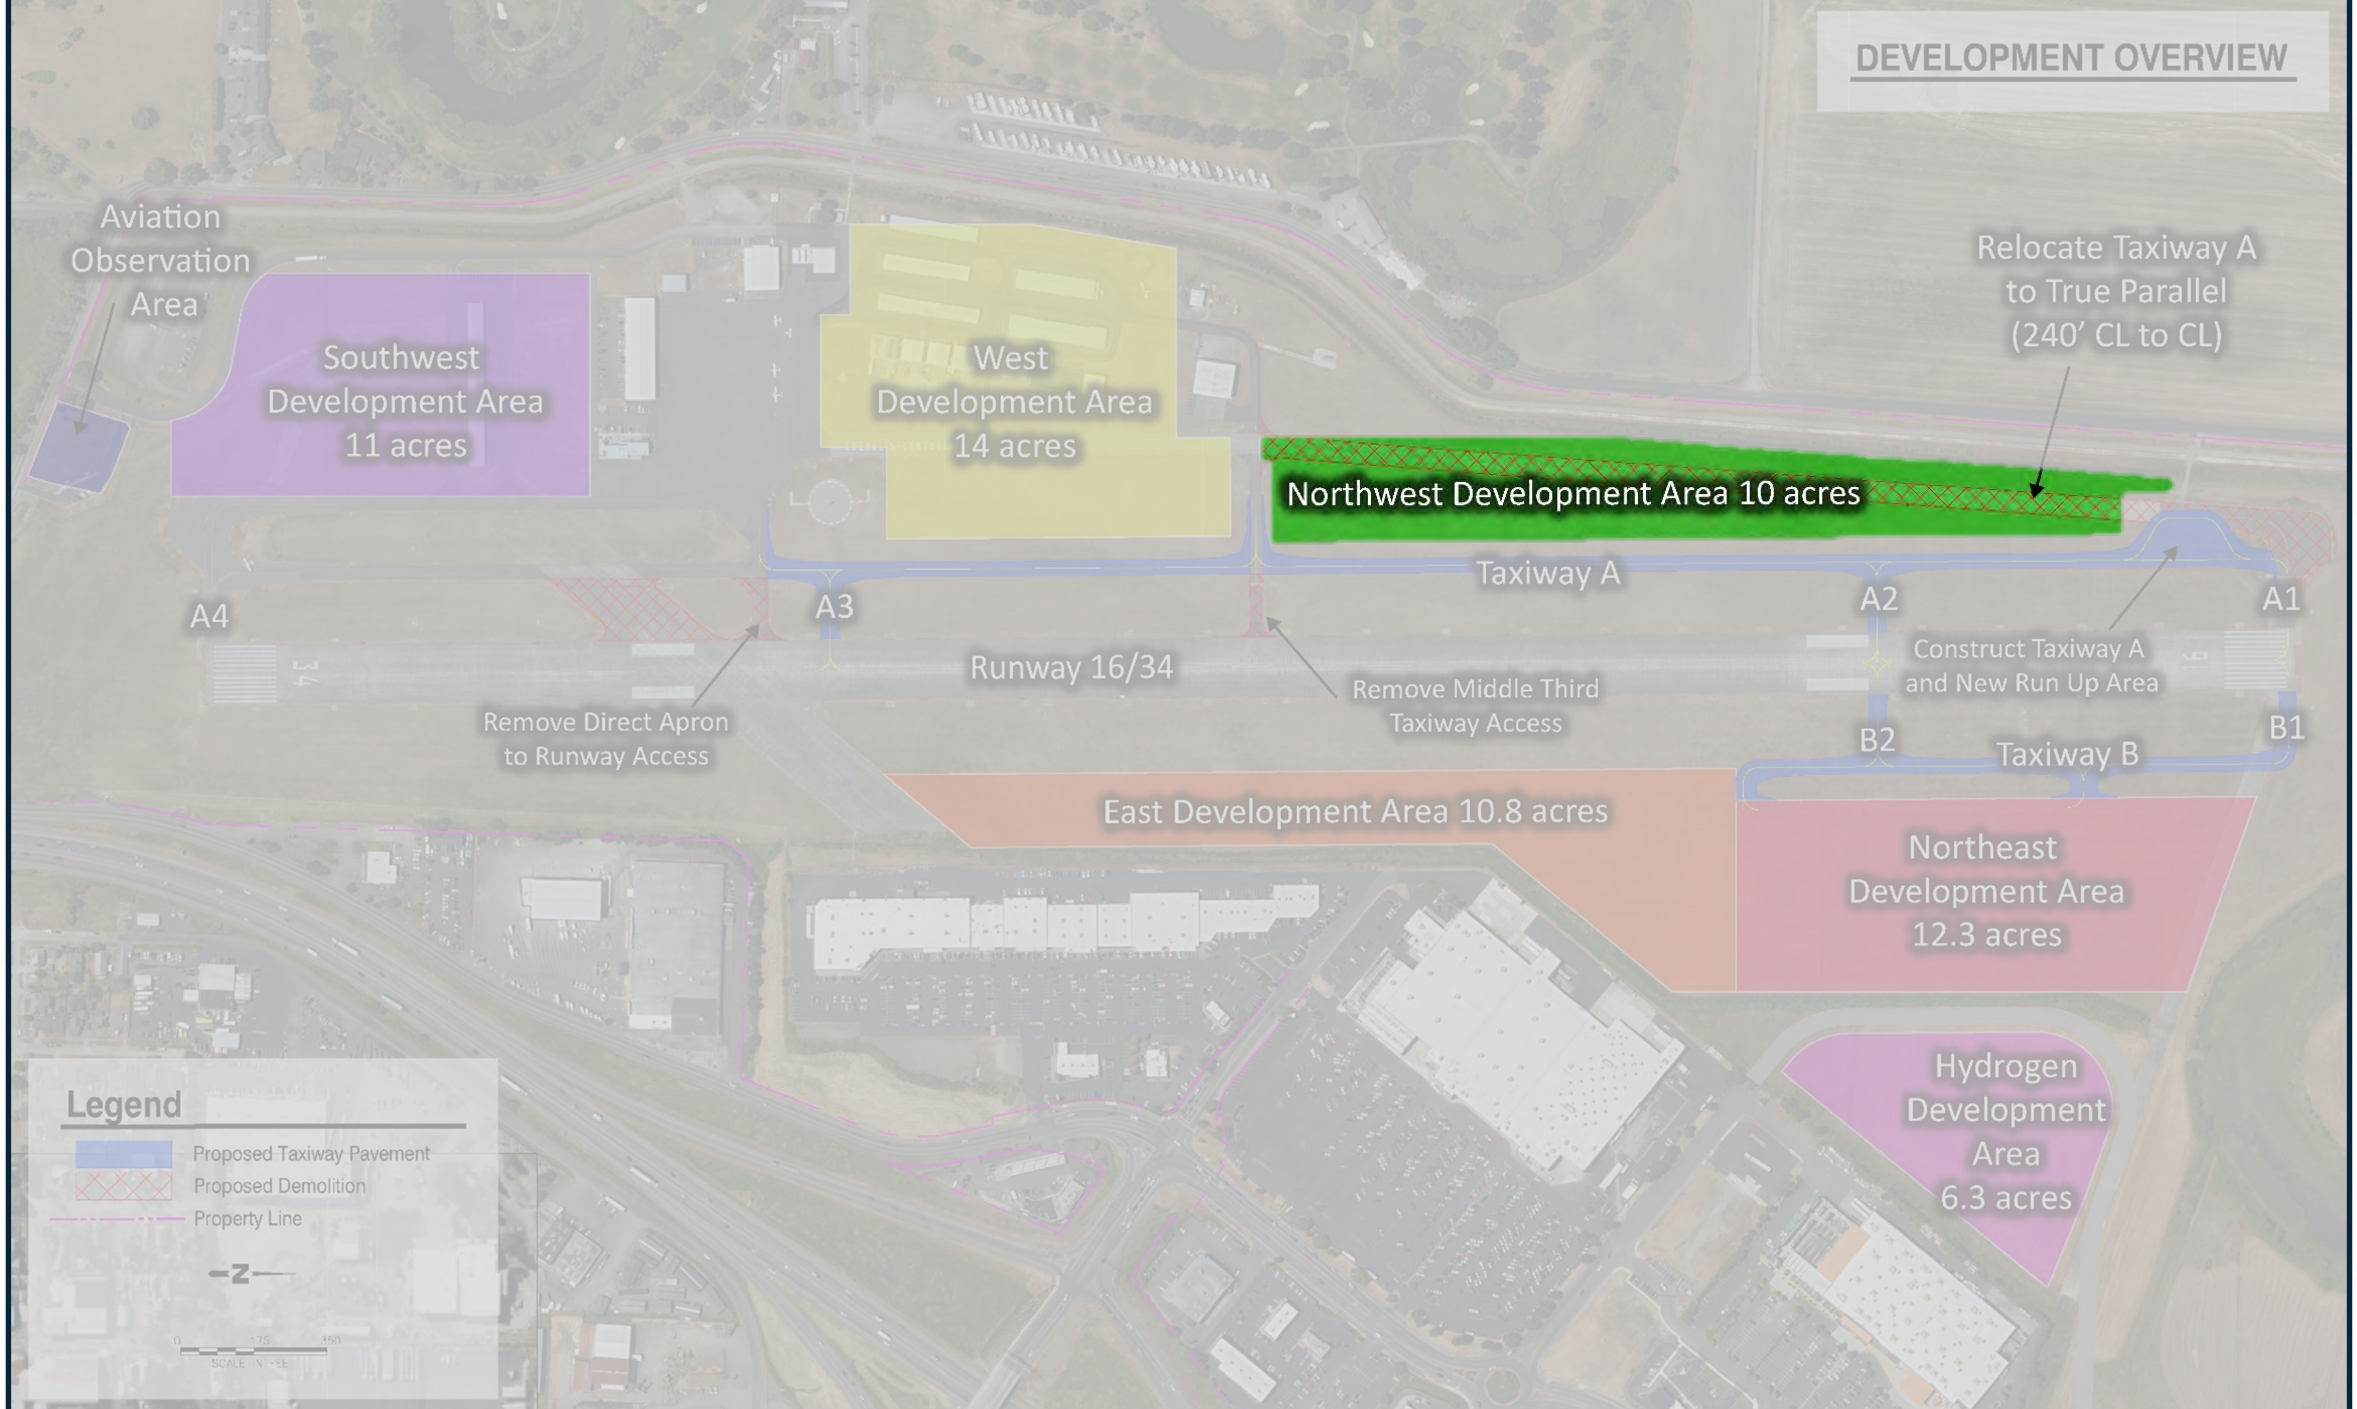 DEVELOPMENT OVERVIEW
Aviation
Observation
Area
Relocate Taxiway A
to True Parallel
(240’ CL to CL)
Southwest
Development Area
11 acres
West
Development Area
14 acres
Northwest Development Area 10 acres
Taxiway A
A4
A3
A2
A1
34
Runway 16/34
Construct Taxiway A
and New Run Up Area
Remove Direct Apron
to Runway Access
Remove Middle Third
Taxiway Access
B2
Taxiway B
B1
East Development Area 10.8 acres
Northeast
Development Area
12.3 acres
Hydrogen
Development
Area
6.3 acres
Legend
Proposed Taxiway Pavement
Proposed Demolition
Property Line
N
0 175 350
SCALE